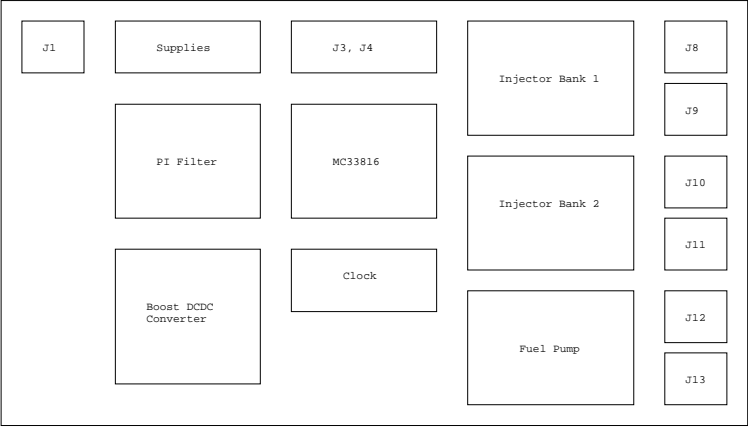 J1
Supplies
J3, J4
Injector Bank 1
J8
J9
PI Filter
MC33816
Injector Bank 2
J10
J11
Boost DCDC
Converter
Clock
Fuel Pump
J12
J13